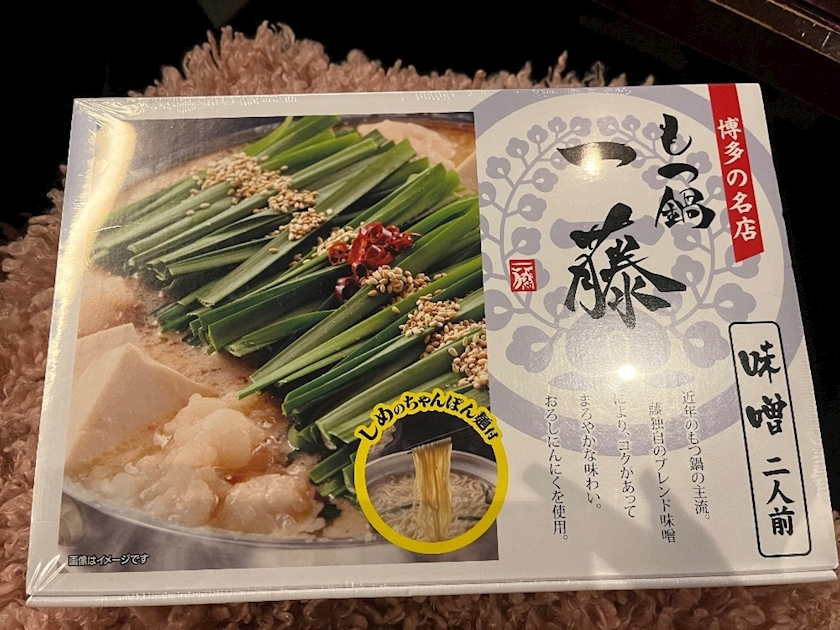 博多の名店
もつ鍋
一藤
一藤
味噌 二人前
近年のもつ鍋の主流。
一藤独自のブレンド味噌
により、コクがあって
まろやかな味わい。
おろしにんにくを使用。
しめのちゃんぽん麺付
画像はイメージです